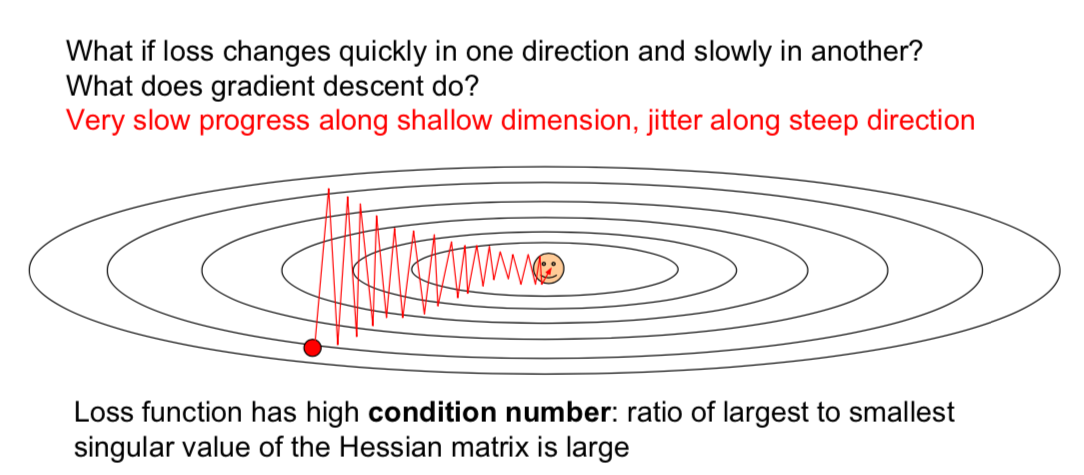 What if loss changes quickly in one direction and slowly in another?
What does gradient descent do?
Very slow progress along shallow dimension, jitter along steep direction
Loss function has high condition number: ratio of largest to smallest
singular value of the Hessian matrix is large